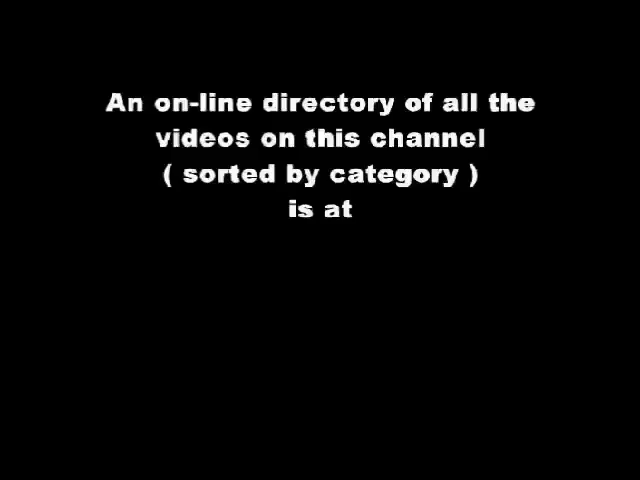 An on-line directory of all the
videos on this channel
( sorted by category )
is at